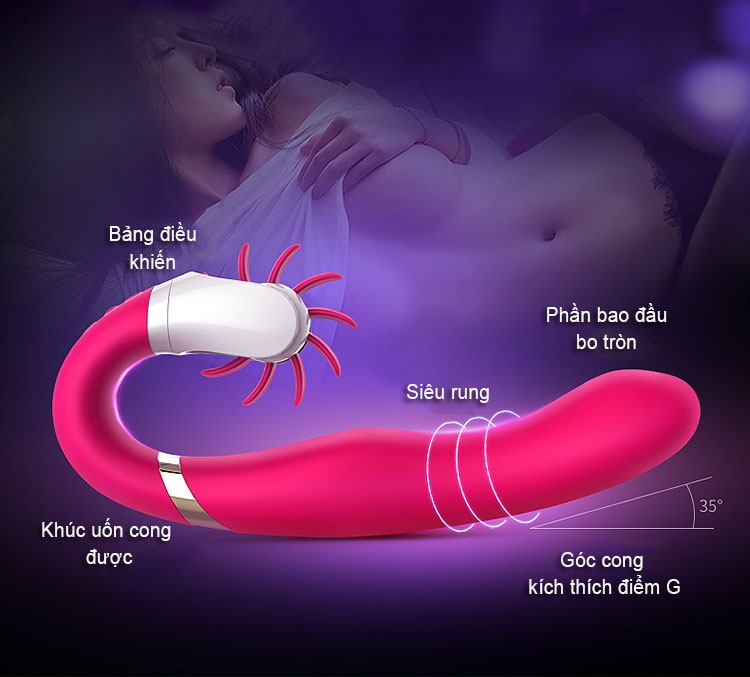 Bảng điều
khiến
Phần bao đầu
bo tròn
Siêu rung
35°
Khúc uốn cong
được
Góc cong
kích thích điểm G